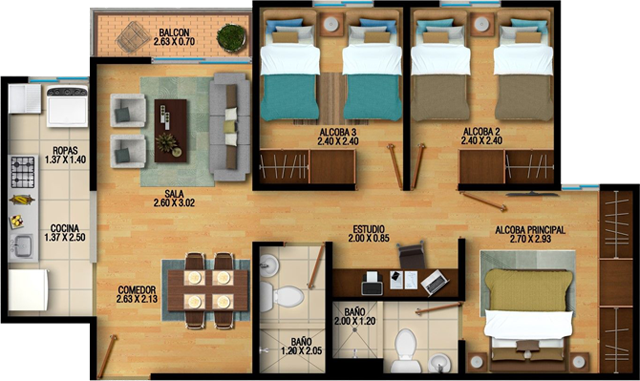 BALCON
2.63 X 0.70
ALCOBA 3
2.40 X 2.40
ALCOBA 2
2.40 X 2.40
ROPAS
1.37 X 1.40
SALA
2.60 X 3.02
COCINA
1.37 X 2.50
ESTUDIO
2.00 X 0.85
ALCOBA PRINCIPAL
2.70 X 2.93
COMEDOR
2.63 X 2.13
BAÑO
1.20 X 2.05
BAÑO
2.00 X 1.20